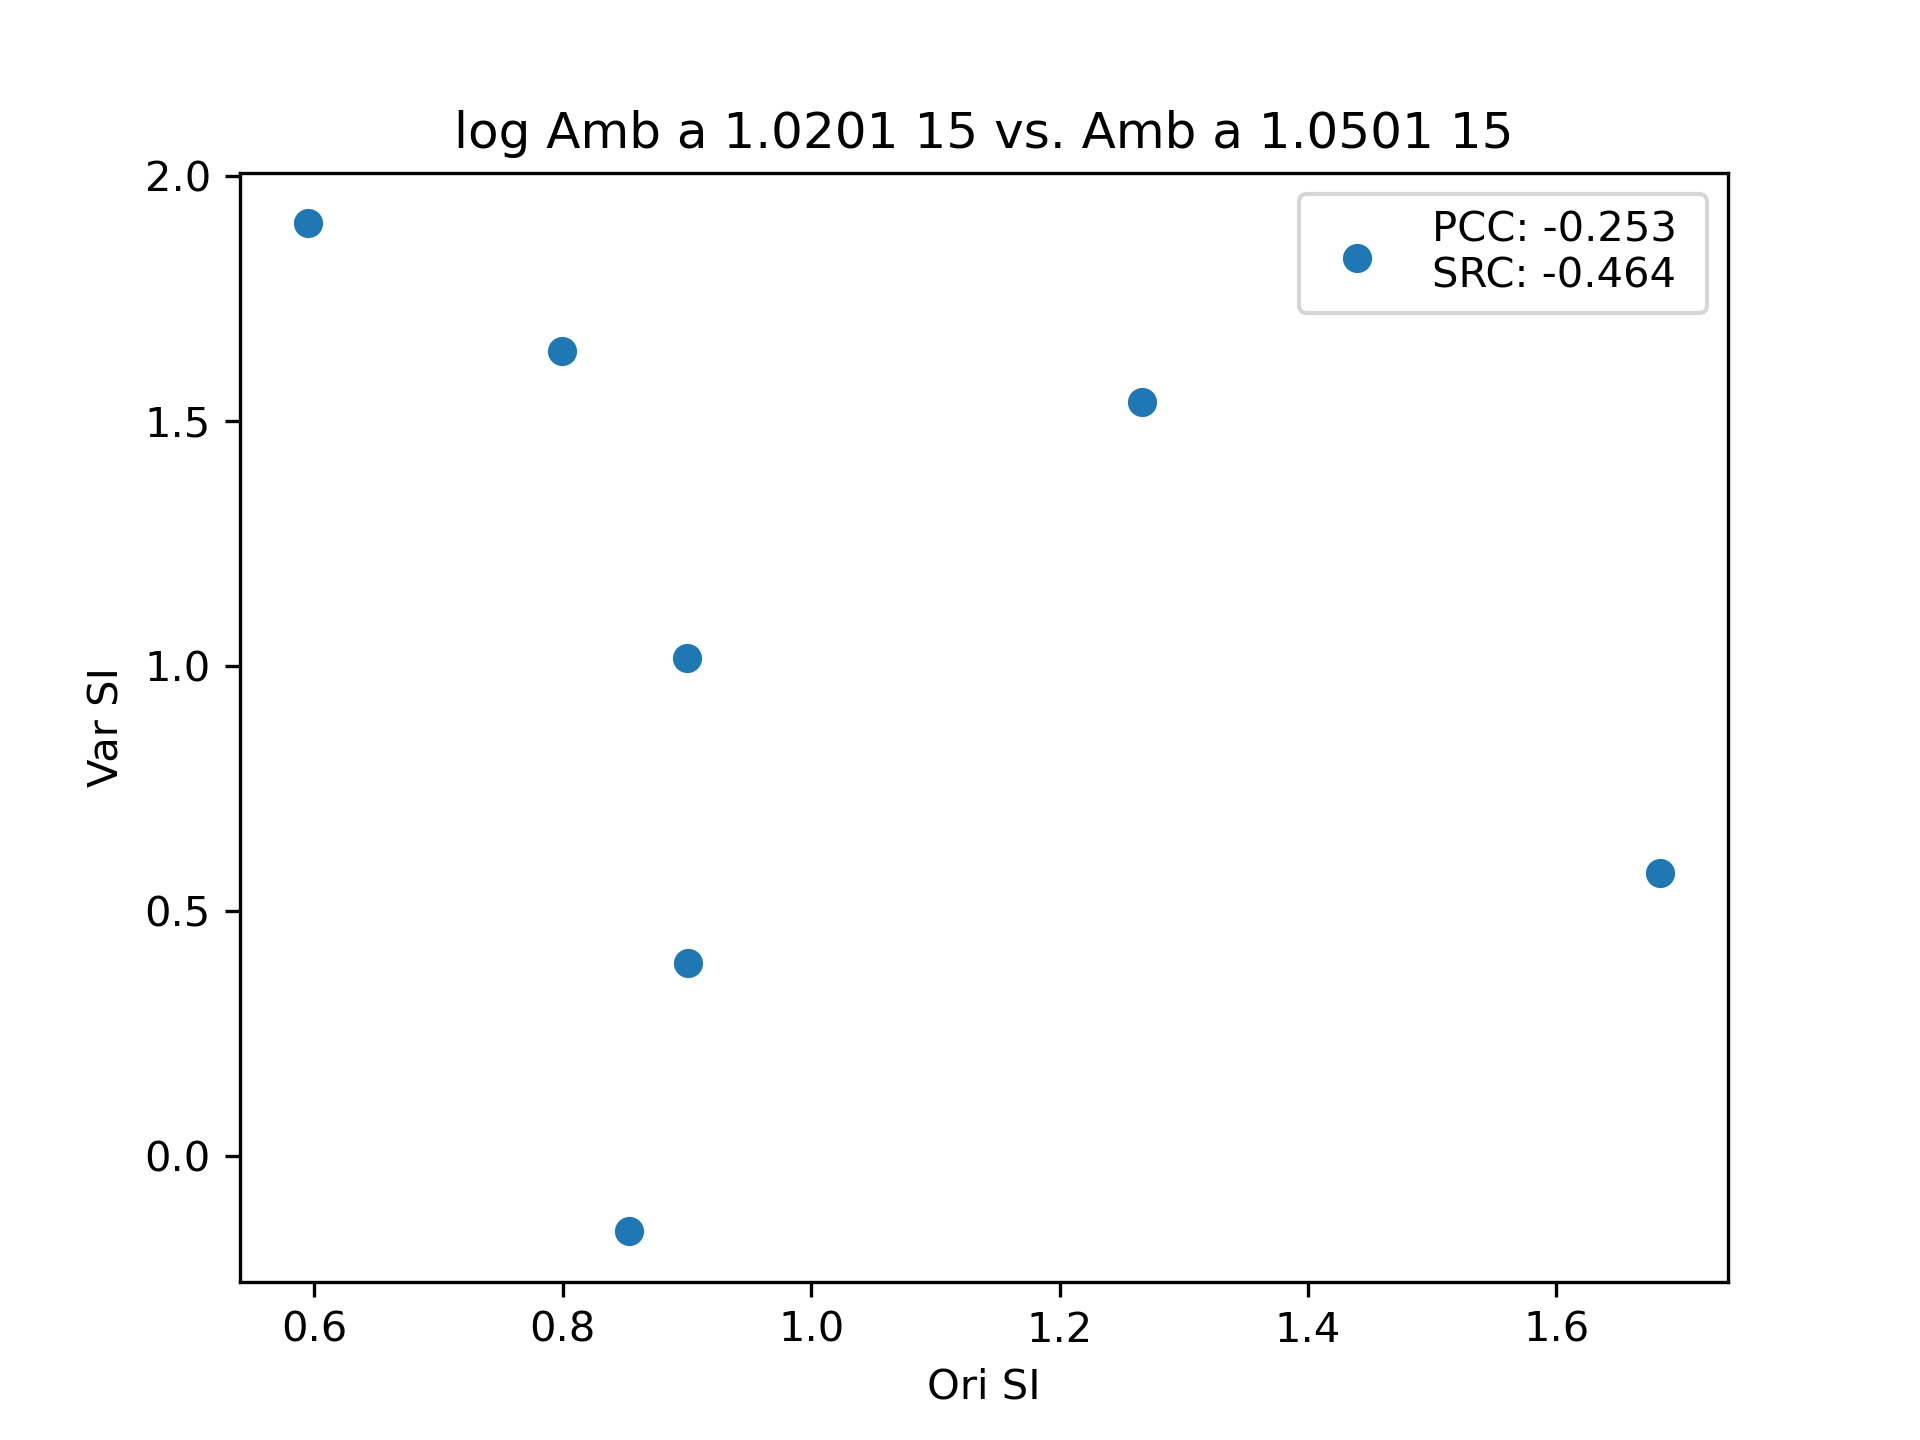 log Amb a 1.0201 15 vs. Amb a 1.0501 15
PCC: -0.253
SRC: -0.464
2.0
1.5
1.0
0.5
0.0
Var SI
0.6 0.8 1.0 1.2 1.4 1.6
Ori SI